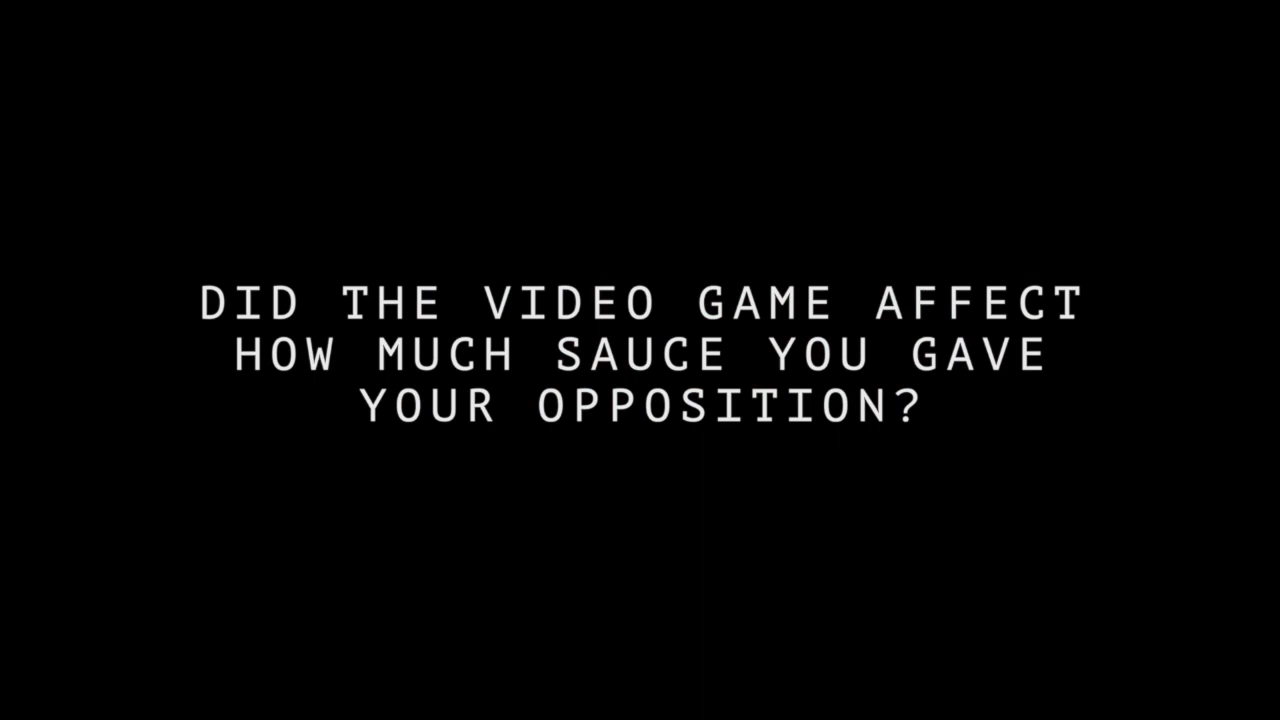 DID THE VIDEO GAME AFFECT
HOW MUCH SAUCE YOU GAVE
YOUR OPPOSITION?